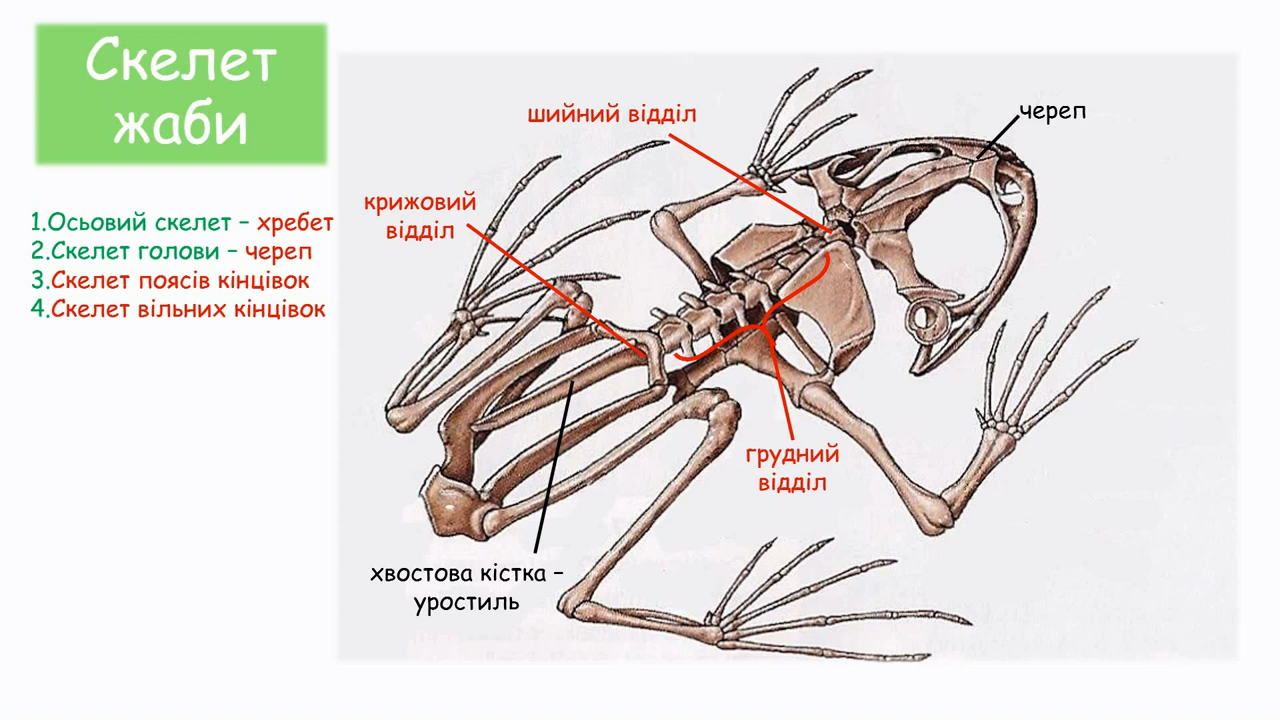 Скелет
жаби
1.Осьовий скелет – хребет
2.Скелет голови – череп
3.Скелет поясів кінцівок
4.Скелет вільних кінцівок
шийний відділ
череп
крижовий
відділ
грудний
відділ
хвостова кістка –
уростиль